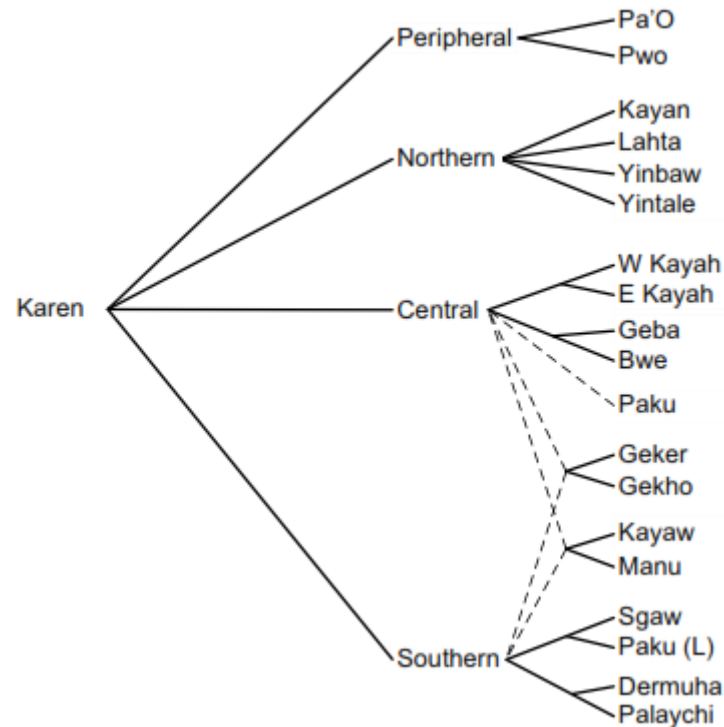 Karen
Peripheral
Pa'O
Pwo
Northern
Kayan
Lahta
Yinbaw
Yintale
Central
W Kayah
E Kayah
Geba
Bwe
Paku
Geker
Gekho
Kayaw
Manu
Southern
Sgaw
Paku (L)
Dermuha
Palaychi